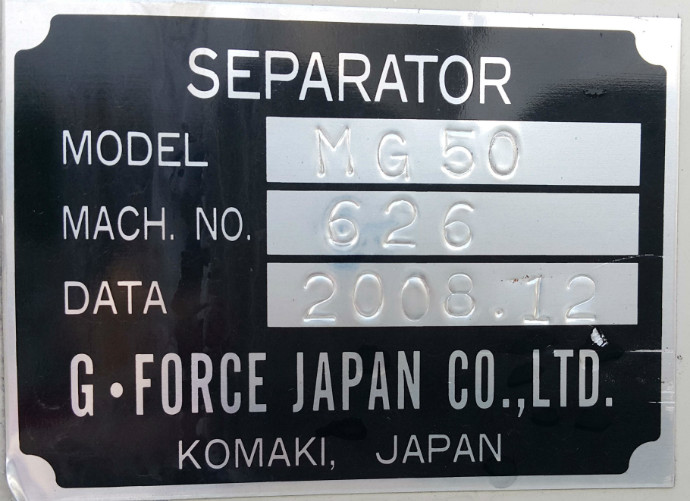 SEPARATOR
MODEL MG50
MACH. NO. 626
DATA 2008.12
G·FORCE JAPAN CO.,LTD.
KOMAKI, JAPAN